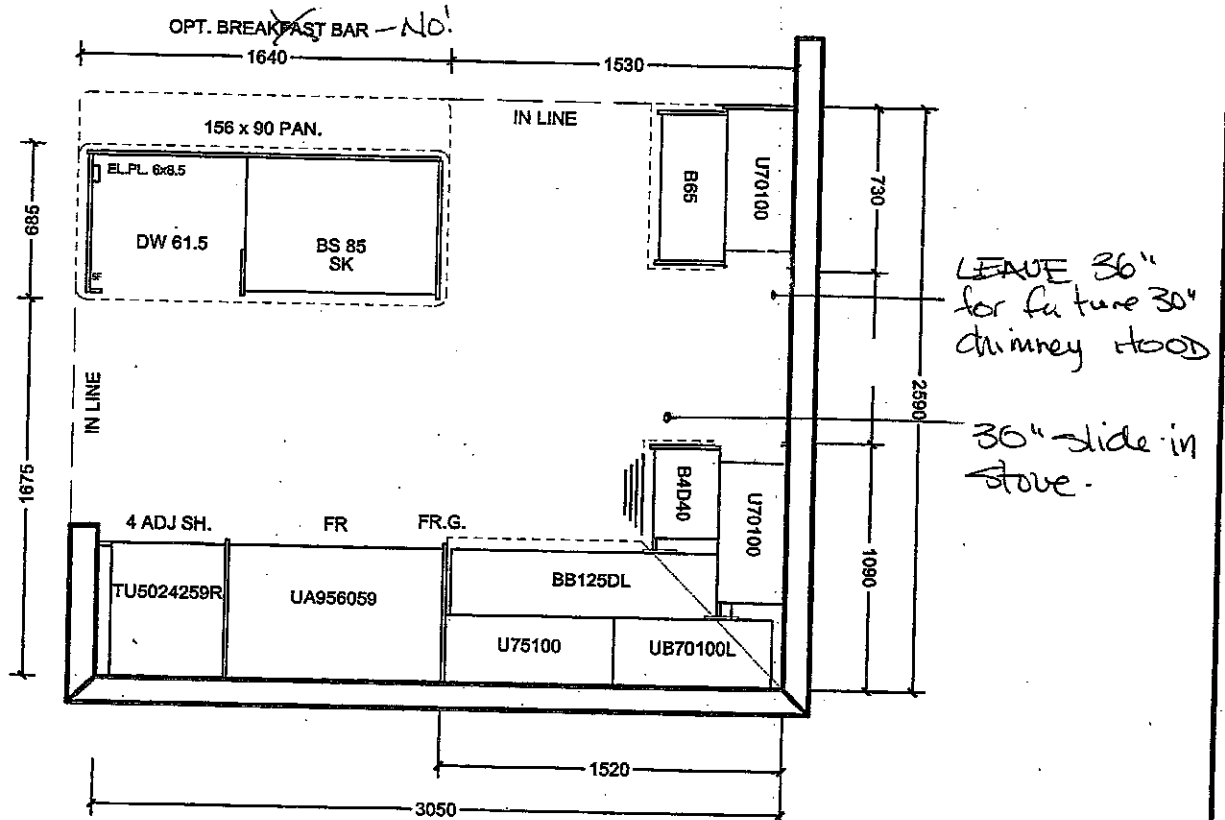 OPT. BREAKFAST BAR - NO!
1640
1530
156 x 90 PAN.
IN LINE
EL.PL. 6x8.5
DW 61.5
BS 85
SK
SF
685
B65
U70100
730
LEAVE 36"
for future 30"
chimney HOOD
2590
IN LINE
30" slide-in
stove.
1675
B4D40
U70100
1090
4 ADJ SH.
FR
FR.G.
TU5024259R
UA956059
BB125DL
U75100
UB70100L
1520
3050